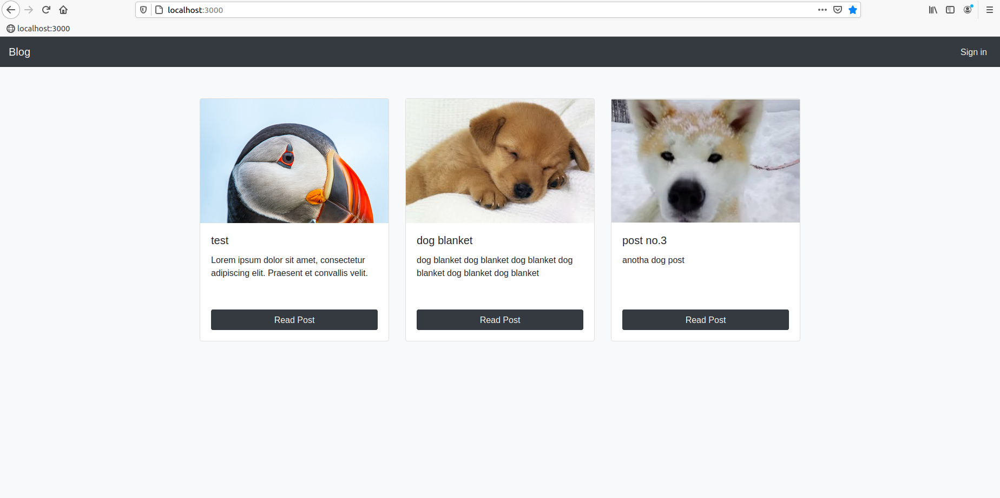 localhost:3000
localhost:3000
Blog
Sign in
test
Lorem ipsum dolor sit amet, consectetur
adipiscing elit. Praesent et convallis velit.
Read Post
dog blanket
dog blanket dog blanket dog blanket dog
blanket dog blanket dog blanket
Read Post
post no.3
anotha dog post
Read Post